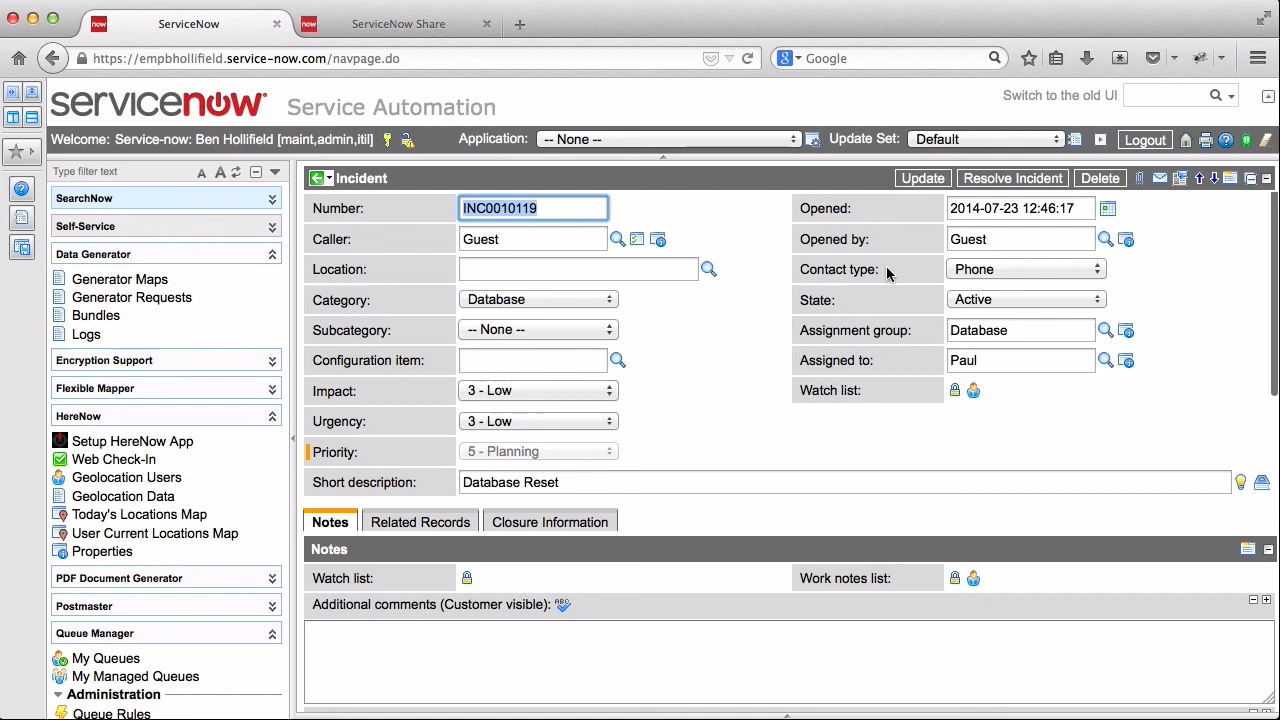 now ServiceNow
now ServiceNow Share
https://empbhollifield.service-now.com/navpage.do
Google
servicenow Service Automation
Switch to the old UI
Welcome: Service-now: Ben Hollifield [maint,admin,itil]
Application: -- None --
Update Set: Default
Logout
Type filter text
A A
SearchNow
Self-Service
Data Generator
Generator Maps
Generator Requests
Bundles
Logs
Encryption Support
Flexible Mapper
HereNow
Setup HereNow App
Web Check-In
Geolocation Users
Geolocation Data
Today's Locations Map
User Current Locations Map
Properties
PDF Document Generator
Postmaster
Queue Manager
My Queues
My Managed Queues
Administration
Queue Rules
Incident
Update Resolve Incident Delete
Number: INC0010119
Caller: Guest
Location:
Category: Database
Subcategory: -- None --
Configuration item:
Impact: 3 - Low
Urgency: 3 - Low
Priority: 5 - Planning
Opened: 2014-07-23 12:46:17
Opened by: Guest
Contact type: Phone
State: Active
Assignment group: Database
Assigned to: Paul
Watch list:
Short description: Database Reset
Notes Related Records Closure Information
Notes
Watch list:
Work notes list:
Additional comments (Customer visible): ABC